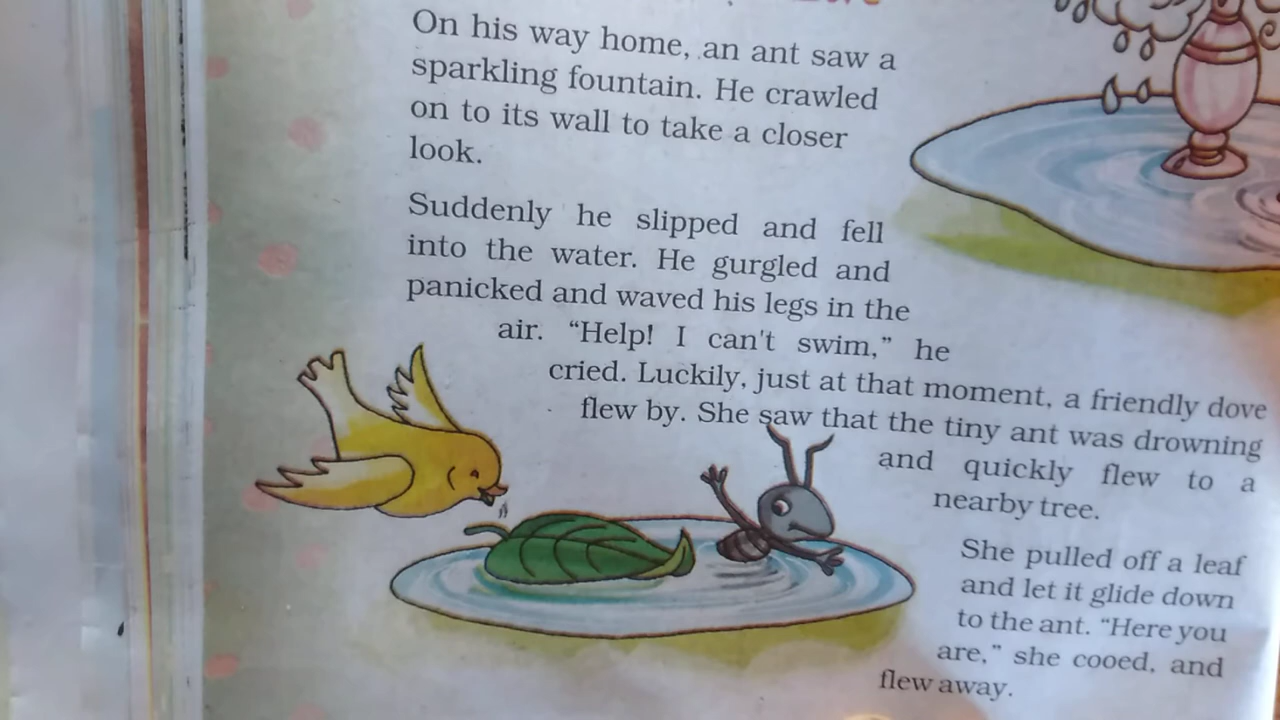 On his way home, an ant saw a
sparkling fountain. He crawled
on to its wall to take a closer
look.
Suddenly he slipped and fell
into the water. He gurgled and
panicked and waved his legs in the
air. “Help! I can't swim,” he
cried. Luckily, just at that moment, a friendly dove
flew by. She saw that the tiny ant was drowning
and quickly flew to a
nearby tree.
She pulled off a leaf
and let it glide down
to the ant. “Here you
are,” she cooed, and
flew away.